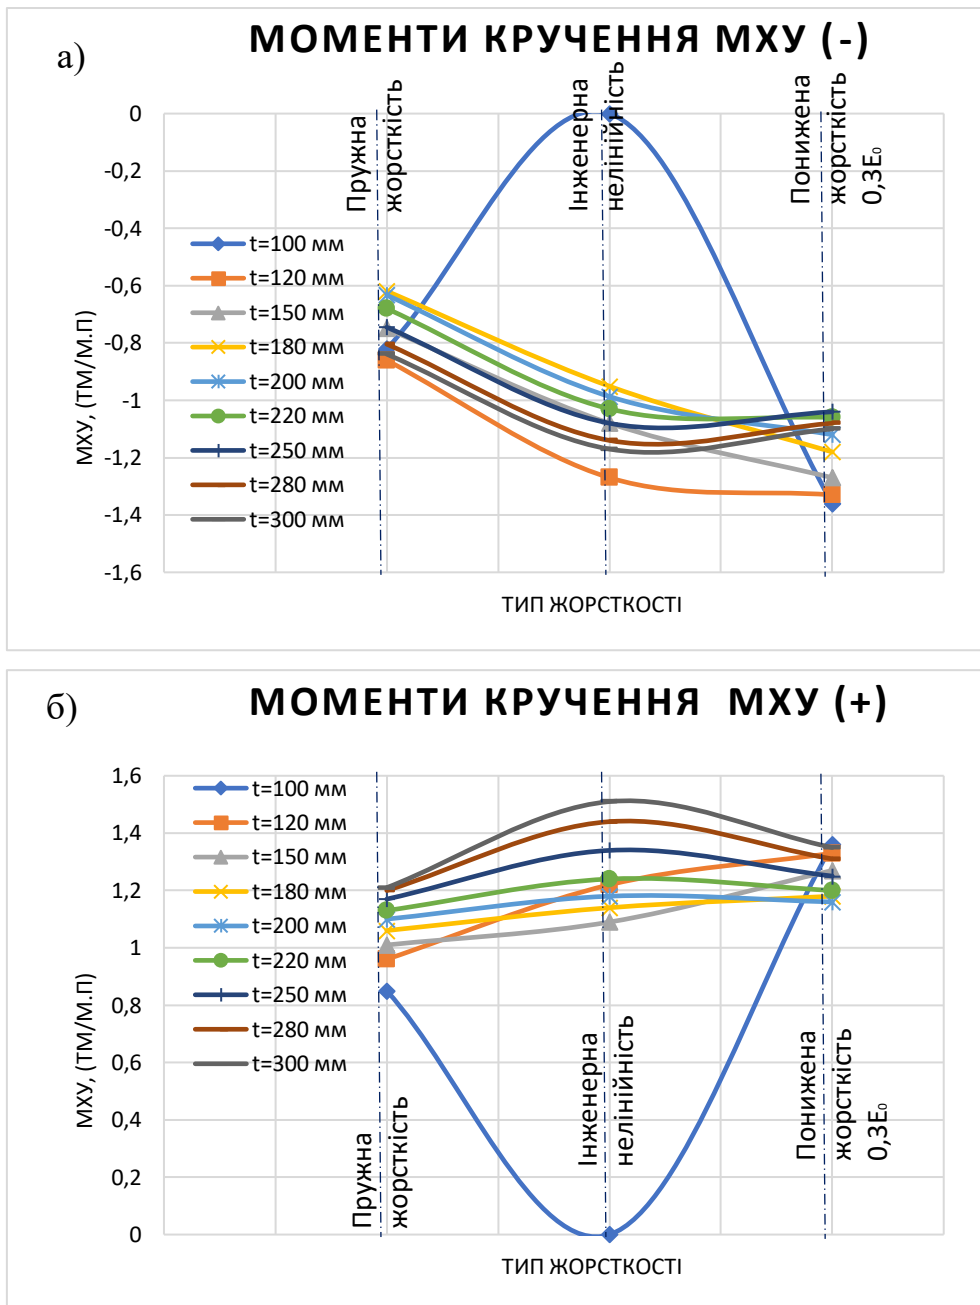 а)
МОМЕНТИ КРУЧЕННЯ МХУ (-)
МХУ, (ТМ/М.П)
0
-0,2
-0,4
-0,6
-0,8
-1
-1,2
-1,4
-1,6
Пружна
жорсткість
Інженерна
нелінійність
Понижена
жорсткість
0,3E₀
t=100 мм
t=120 мм
t=150 мм
t=180 мм
t=200 мм
t=220 мм
t=250 мм
t=280 мм
t=300 мм
ТИП ЖОРСТКОСТІ
б)
МОМЕНТИ КРУЧЕННЯ МХУ (+)
МХУ, (ТМ/М.П)
1,6
1,4
1,2
1
0,8
0,6
0,4
0,2
0
t=100 мм
t=120 мм
t=150 мм
t=180 мм
t=200 мм
t=220 мм
t=250 мм
t=280 мм
t=300 мм
Пружна
жорсткість
Інженерна
нелінійність
Понижена
жорсткість
0,3E₀
ТИП ЖОРСТКОСТІ